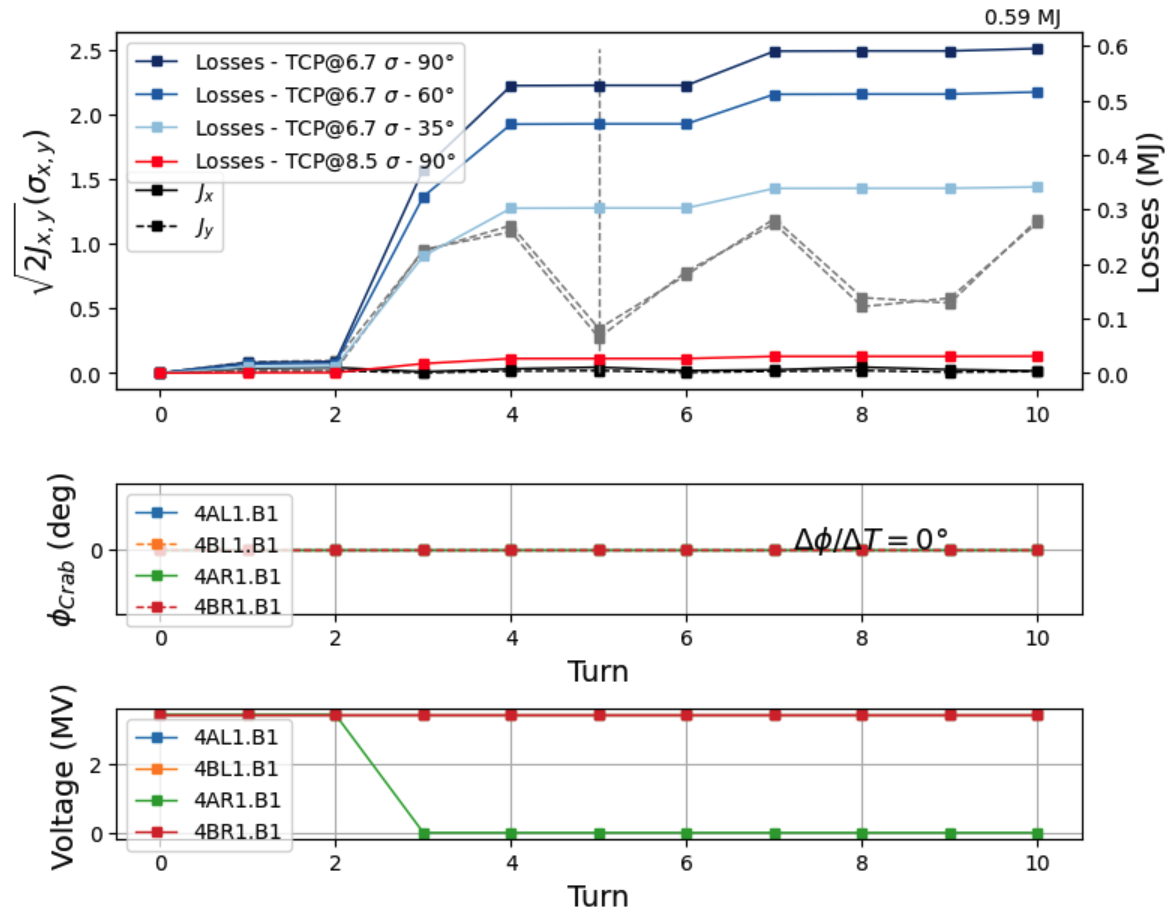 0.59 MJ
√2J_{x,y}(σ_{x,y})
2.5
2.0
1.5
1.0
0.5
0.0
Losses - TCP@6.7 σ - 90°
Losses - TCP@6.7 σ - 60°
Losses - TCP@6.7 σ - 35°
Losses - TCP@8.5 σ - 90°
J_x
J_y
0.6
0.5
0.4
0.3
0.2
0.1
0.0
Losses (MJ)
0 2 4 6 8 10
ϕ_{Crab} (deg)
0
4AL1.B1
4BL1.B1
4AR1.B1
4BR1.B1
Δϕ/ΔT = 0°
0 2 4 6 8 10
Turn
Voltage (MV)
2
0
4AL1.B1
4BL1.B1
4AR1.B1
4BR1.B1
0 2 4 6 8 10
Turn